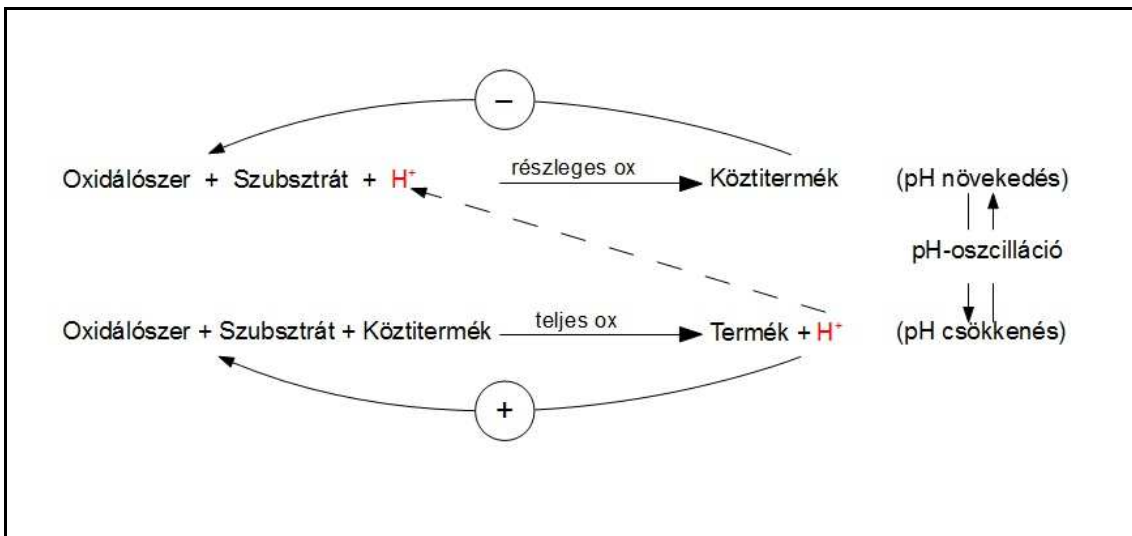 −
részleges ox
Oxidálószer + Szubsztrát + H⁺ Köztitermék (pH növekedés)
pH-oszcilláció
teljes ox
Oxidálószer + Szubsztrát + Köztitermék Termék + H⁺ (pH csökkenés)
+